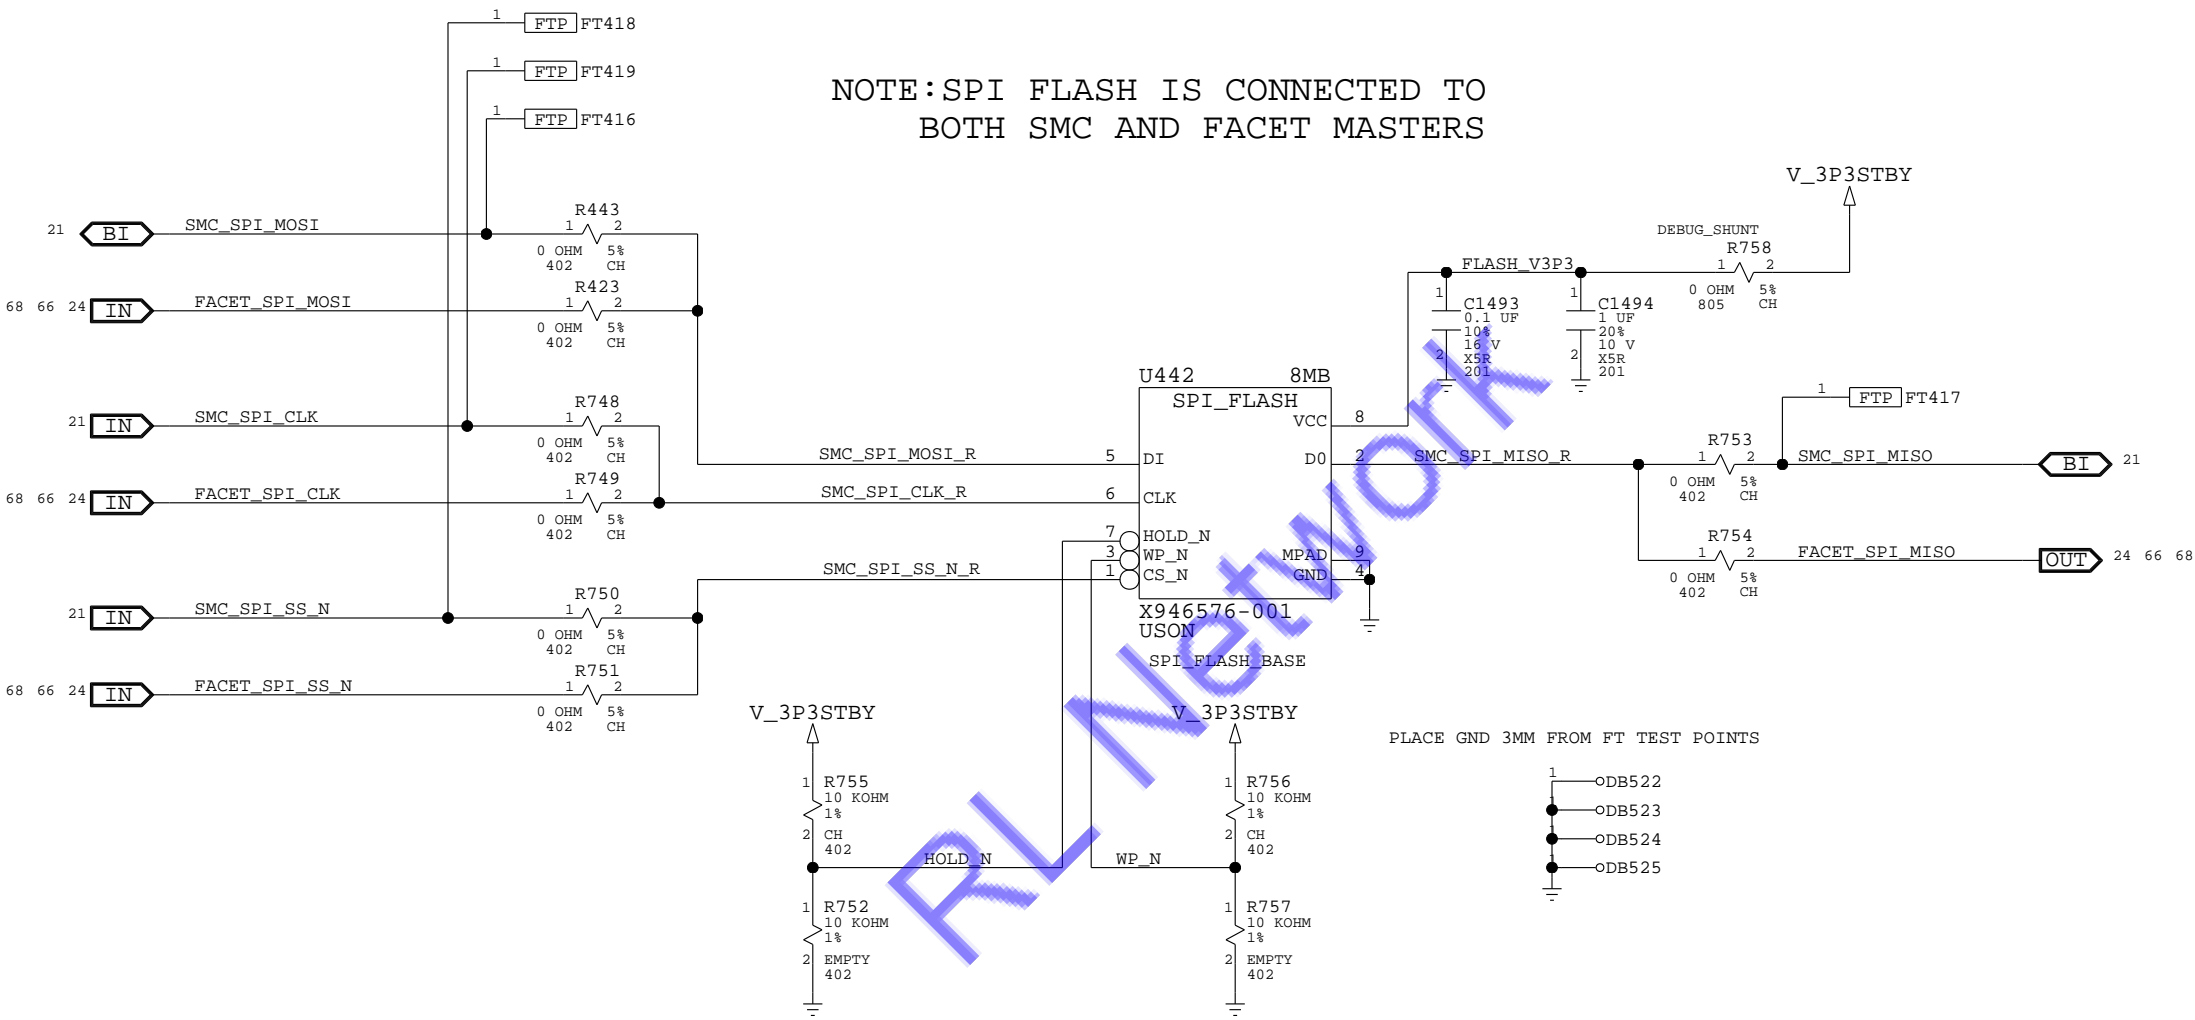 1 FTP FT418
1 FTP FT419
1 FTP FT416
NOTE:SPI FLASH IS CONNECTED TO
BOTH SMC AND FACET MASTERS
21 BI SMC_SPI_MOSI
R443
1 2
0 OHM 5%
402 CH
68 66 24 IN FACET_SPI_MOSI
R423
1 2
0 OHM 5%
402 CH
21 IN SMC_SPI_CLK
R748
1 2
0 OHM 5%
402 CH
68 66 24 IN FACET_SPI_CLK
R749
1 2
0 OHM 5%
402 CH
21 IN SMC_SPI_SS_N
R750
1 2
0 OHM 5%
402 CH
68 66 24 IN FACET_SPI_SS_N
R751
1 2
0 OHM 5%
402 CH
SMC_SPI_MOSI_R
SMC_SPI_CLK_R
SMC_SPI_SS_N_R
U442 8MB
SPI_FLASH
VCC 8
5 DI D0 2
6 CLK
7 HOLD_N
3 WP_N MPAD 9
1 CS_N GND 4
X946576-001
USON
SPI_FLASH_BASE
V_3P3STBY
DEBUG_SHUNT
R758
1 2
0 OHM 5%
805 CH
FLASH_V3P3
1
C1493
0.1 UF
10%
16 V
2
X5R
201
1
C1494
1 UF
20%
10 V
2 X5R
201
1 FTP FT417
SMC_SPI_MISO_R
R753
1 2
0 OHM 5%
402 CH
SMC_SPI_MISO BI 21
R754
1 2
0 OHM 5%
402 CH
FACET_SPI_MISO OUT 24 66 68
V_3P3STBY
1 R755
10 KOHM
1%
2 CH
402
HOLD_N
1 R752
10 KOHM
1%
2 EMPTY
402
V_3P3STBY
1 R756
10 KOHM
1%
2 CH
402
WP_N
1 R757
10 KOHM
1%
2 EMPTY
402
PLACE GND 3MM FROM FT TEST POINTS
1 DB522
1 DB523
1 DB524
1 DB525
RL Network